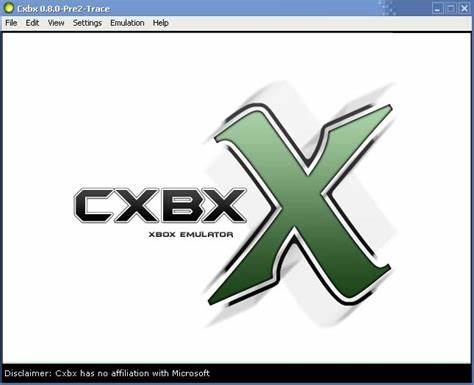 Cxbx 0.8.0-Pre2-Trace
File Edit View Settings Emulation Help
CXBX
XBOX EMULATOR
X
Disclaimer: Cxbx has no affiliation with Microsoft